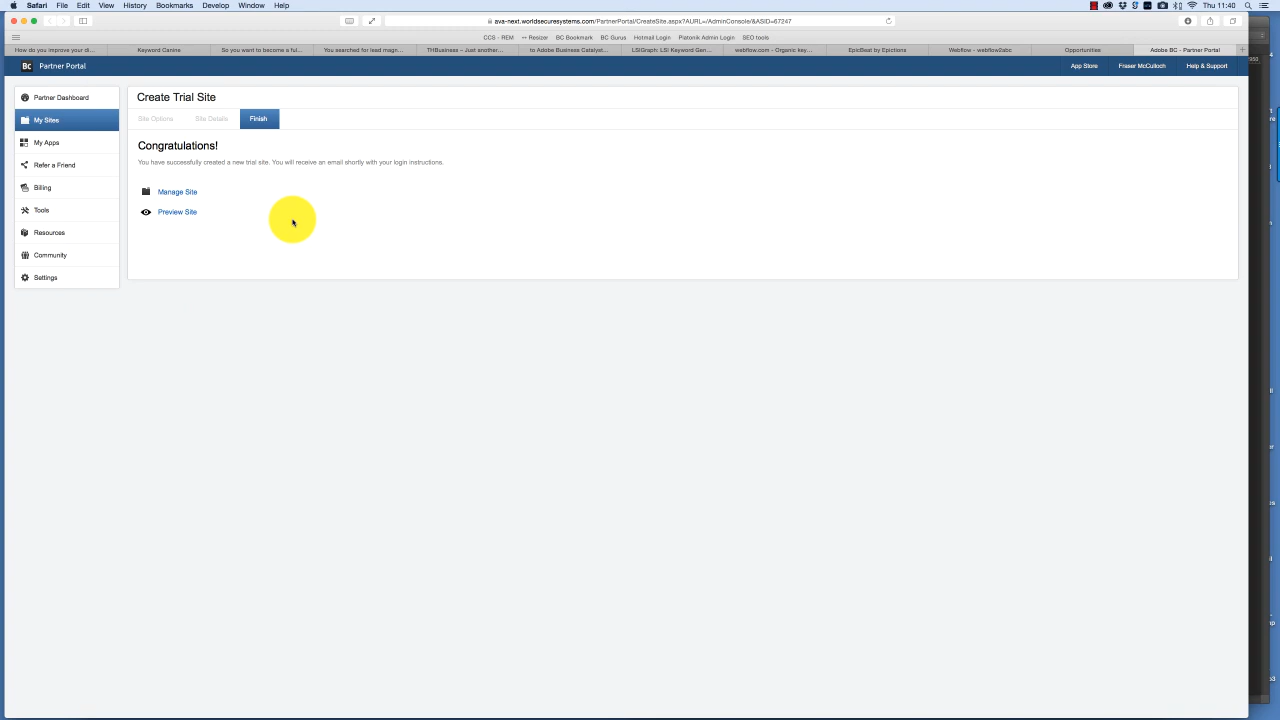 Safari File Edit View History Bookmarks Develop Window Help Thu 11:40
ava-next.worldsecuresystems.com/PartnerPortal/CreateSite.aspx?AURL=/AdminConsole/&ASID=67247
CCS - REM ↔ Resizer BC Bookmark BC Gurus Hotmail Login Platonik Admin Login SEO tools
How do you improve your di... Keyword Canine So you want to become a ful... You searched for lead magn... THBusiness – Just another... to Adobe Business Catalyst... LSIGraph: LSI Keyword Gen... webflow.com - Organic key... EpicBeat by Epictions Webflow - webflow2abc Opportunities Adobe BC - Partner Portal
BC Partner Portal App Store Fraser McCulloch Help & Support
Partner Dashboard
My Sites
My Apps
Refer a Friend
Billing
Tools
Resources
Community
Settings
Create Trial Site
Site Options Site Details Finish
Congratulations!
You have successfully created a new trial site. You will receive an email shortly with your login instructions.
Manage Site
Preview Site